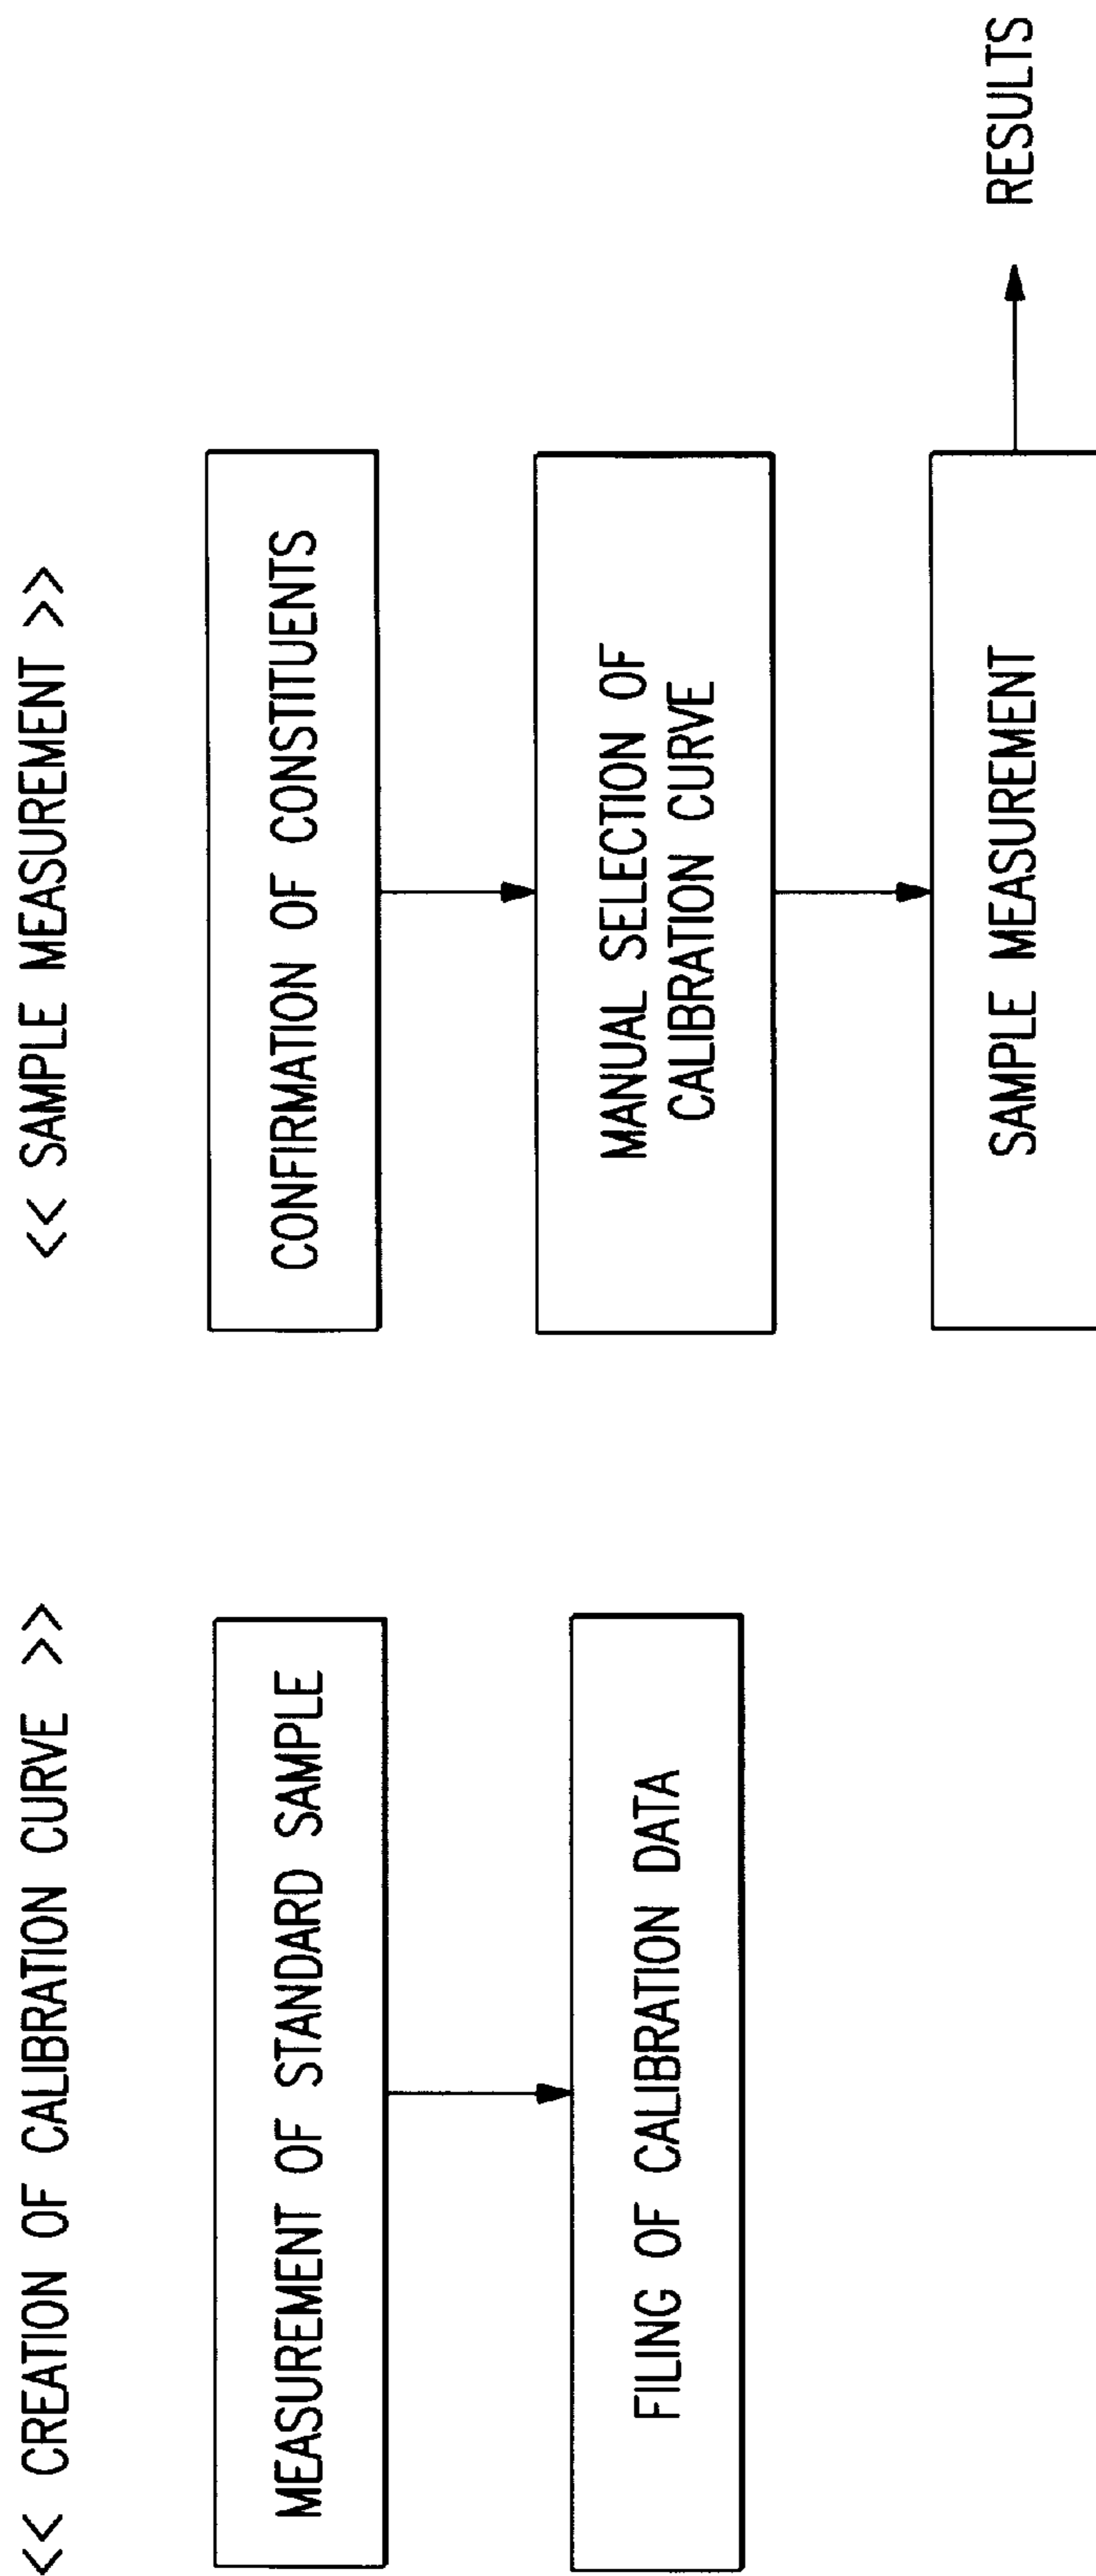 << CREATION OF CALIBRATION CURVE >>
MEASUREMENT OF STANDARD SAMPLE
FILING OF CALIBRATION DATA
<< SAMPLE MEASUREMENT >>
CONFIRMATION OF CONSTITUENTS
MANUAL SELECTION OF
CALIBRATION CURVE
SAMPLE MEASUREMENT
RESULTS